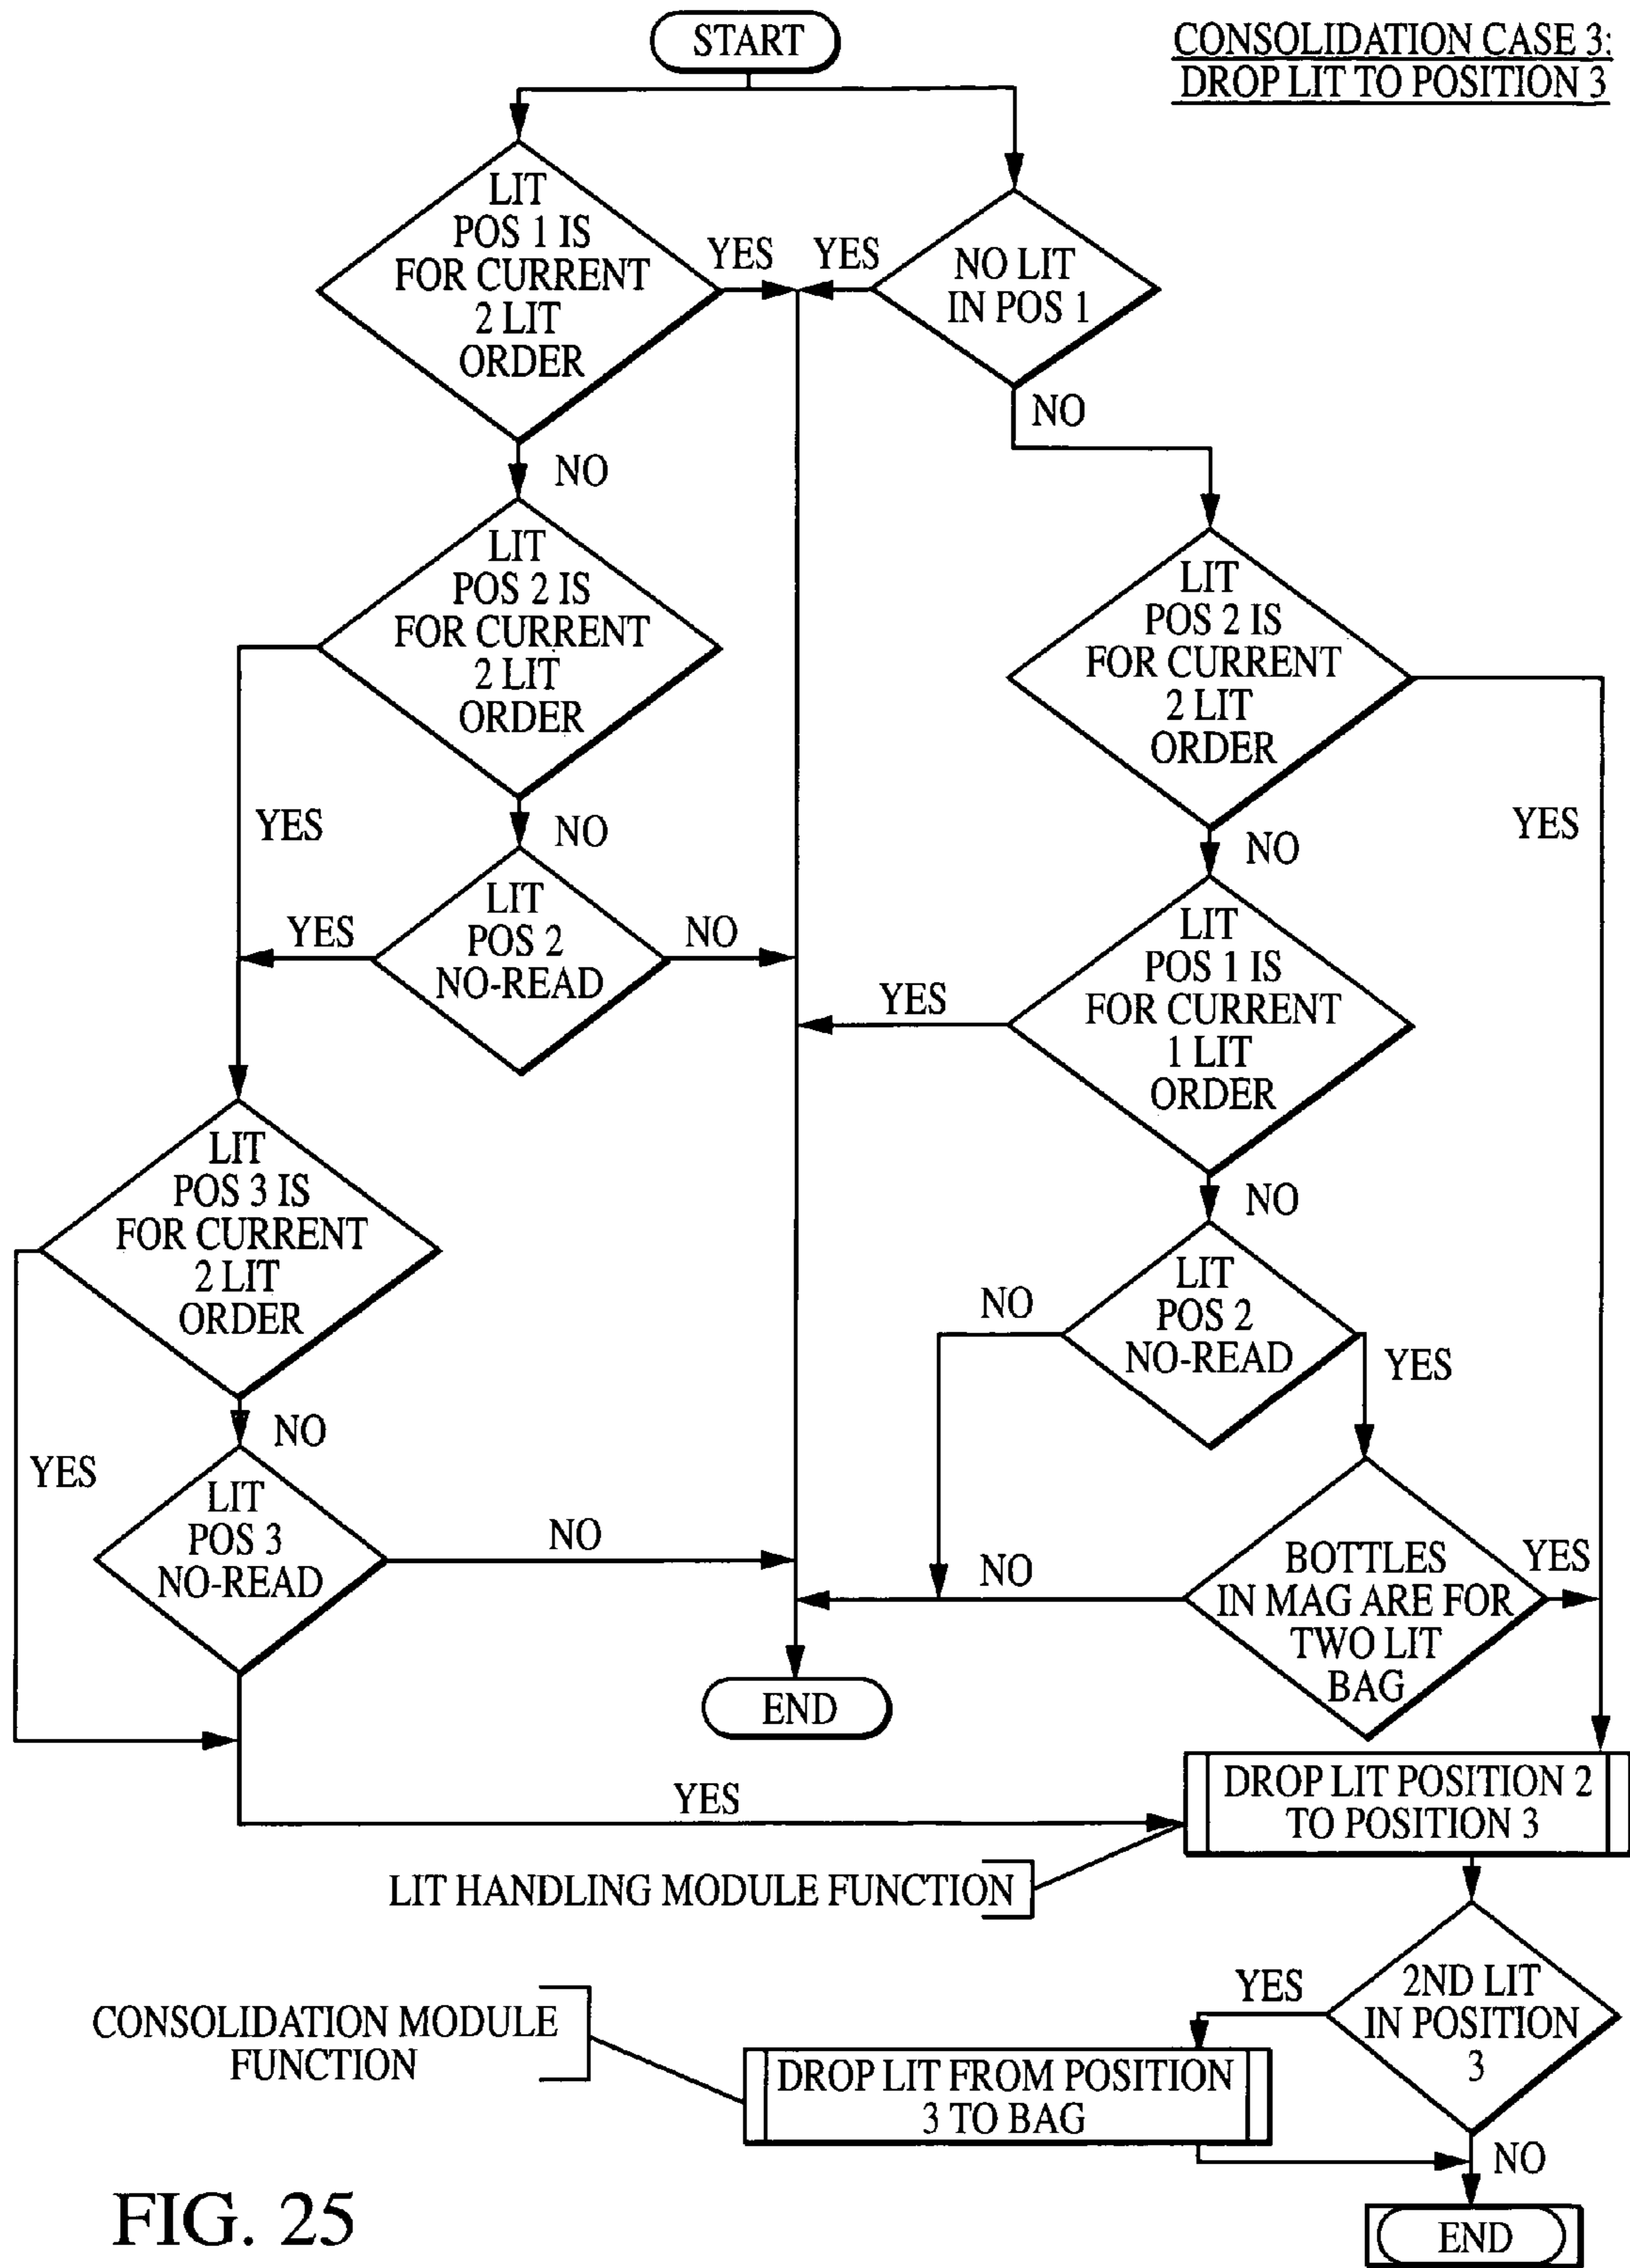 START
CONSOLIDATION CASE 3:
DROP LIT TO POSITION 3
LIT
POS 1 IS
FOR CURRENT
2 LIT
ORDER
YES
YES
NO LIT
IN POS 1
NO
NO
LIT
POS 2 IS
FOR CURRENT
2 LIT
ORDER
LIT
POS 2 IS
FOR CURRENT
2 LIT
ORDER
YES
NO
YES
NO
LIT
POS 2
NO-READ
YES
NO
LIT
POS 1 IS
FOR CURRENT
1 LIT
ORDER
YES
NO
LIT
POS 3 IS
FOR CURRENT
2 LIT
ORDER
LIT
POS 2
NO-READ
NO
YES
NO
YES
LIT
POS 3
NO-READ
NO
NO
BOTTLES
IN MAG ARE FOR
TWO LIT
BAG
YES
END
YES
DROP LIT POSITION 2
TO POSITION 3
LIT HANDLING MODULE FUNCTION
2ND LIT
IN POSITION
3
YES
CONSOLIDATION MODULE
FUNCTION
DROP LIT FROM POSITION
3 TO BAG
NO
END
FIG. 25